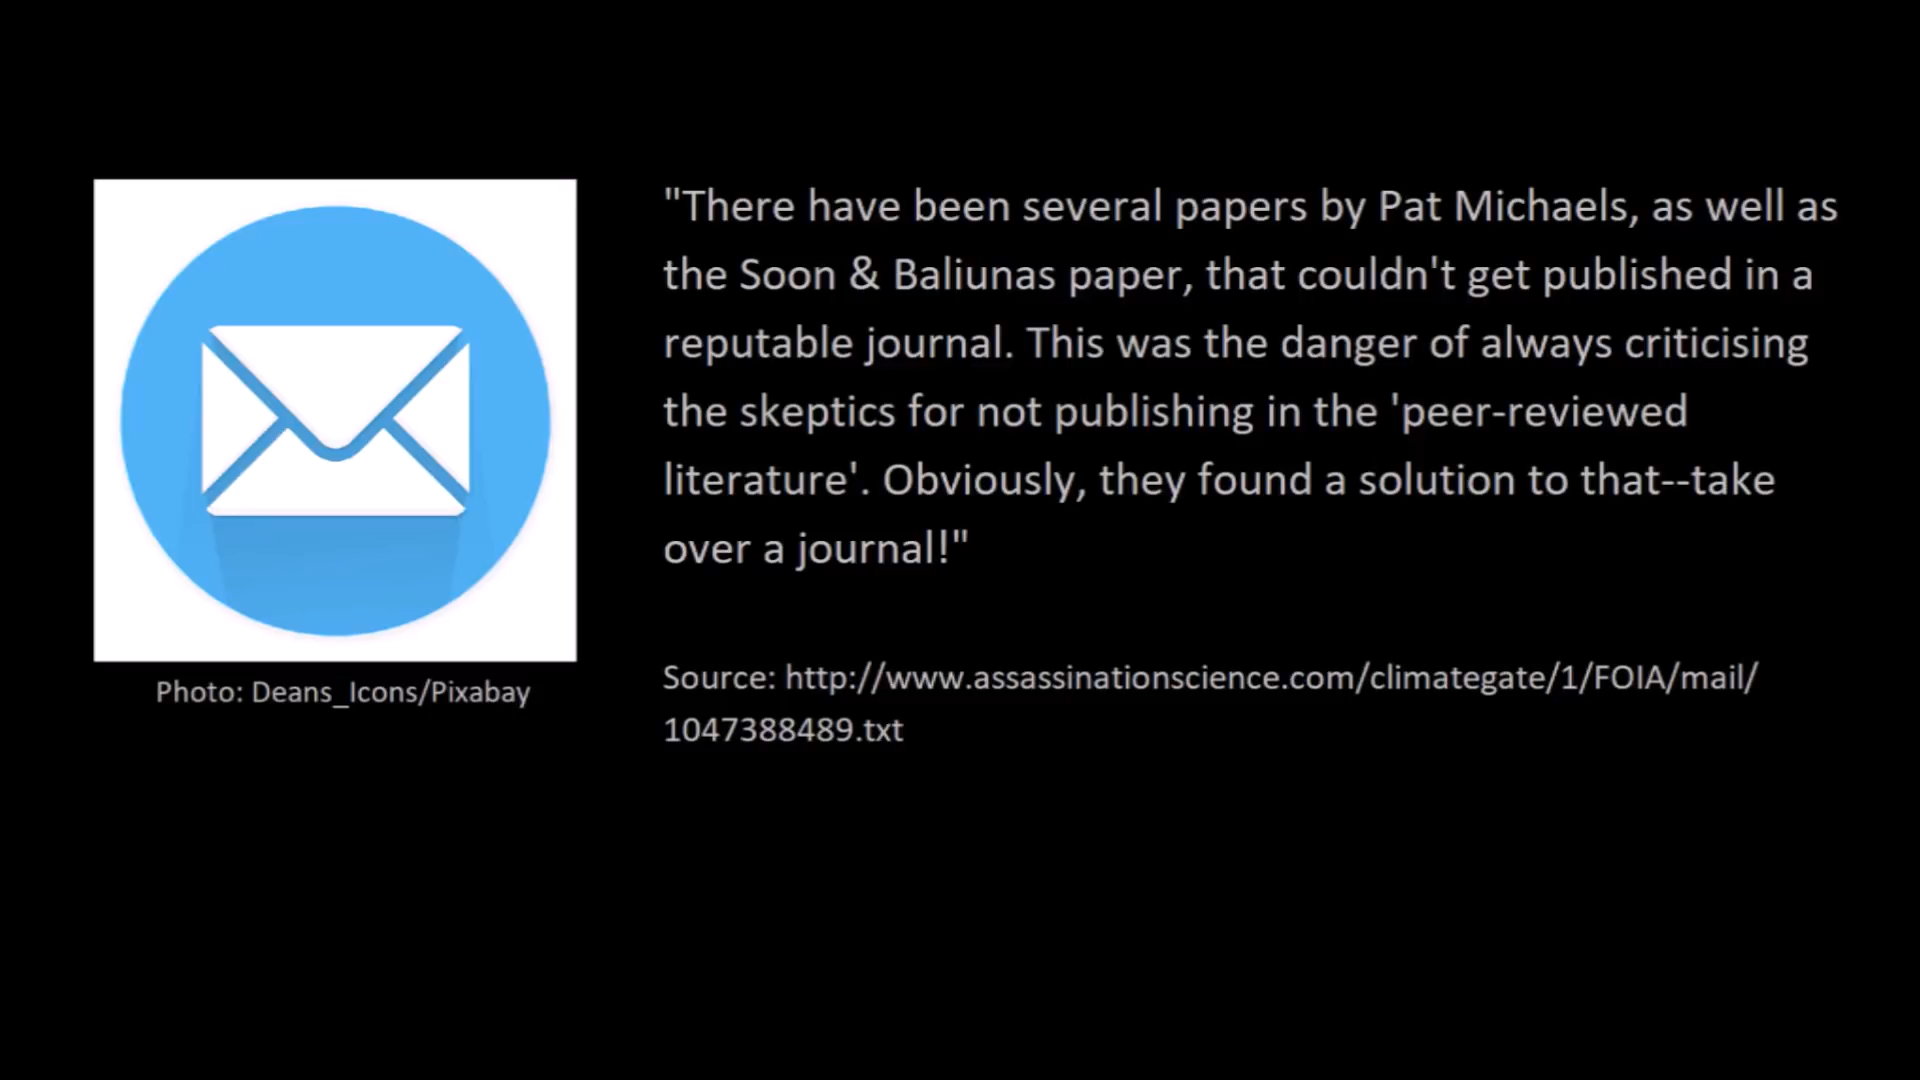 "There have been several papers by Pat Michaels, as well as
the Soon & Baliunas paper, that couldn't get published in a
reputable journal. This was the danger of always criticising
the skeptics for not publishing in the 'peer-reviewed
literature'. Obviously, they found a solution to that--take
over a journal!"
Source: http://www.assassinationscience.com/climategate/1/FOIA/mail/
1047388489.txt
Photo: Deans_Icons/Pixabay